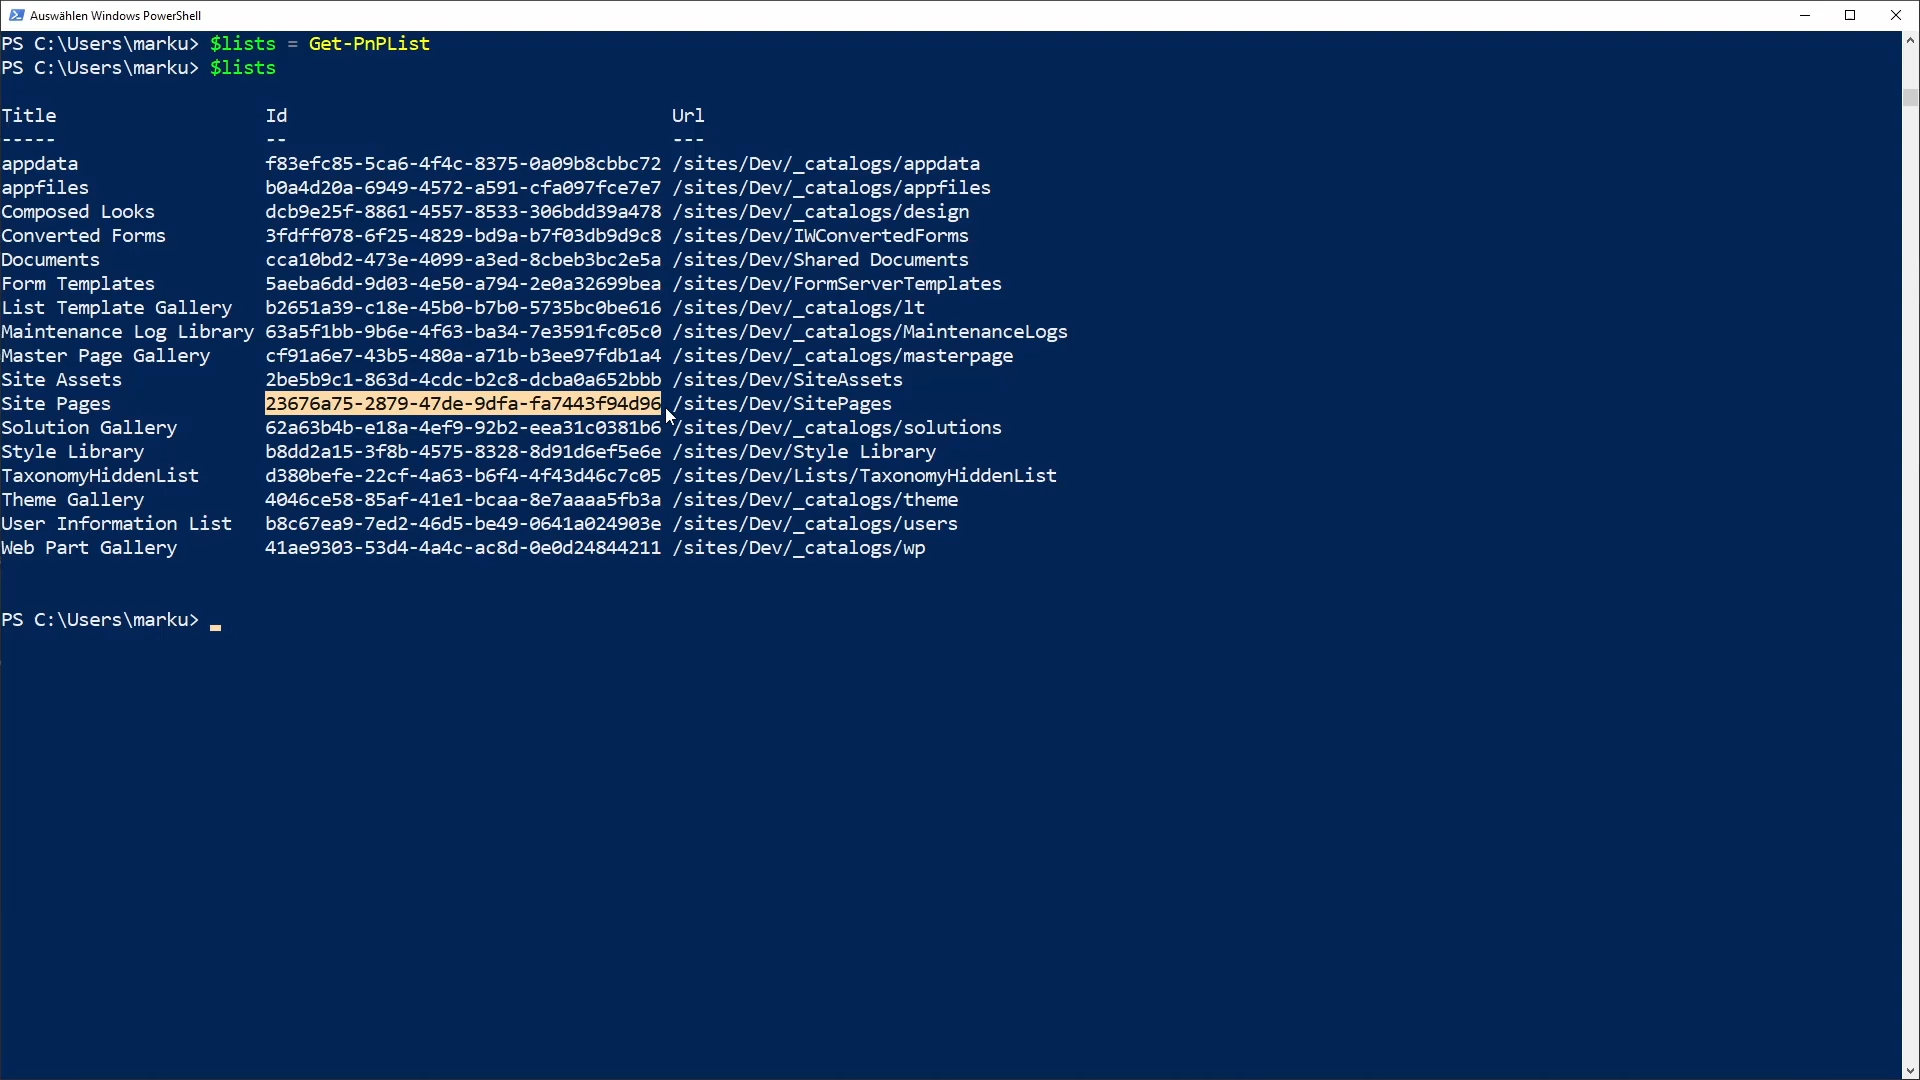 Auswählen Windows PowerShell
PS C:\Users\marku> $lists = Get-PnPList
PS C:\Users\marku> $lists
Title Id Url
----- -- ---
appdata f83efc85-5ca6-4f4c-8375-0a09b8cbbc72 /sites/Dev/_catalogs/appdata
appfiles b0a4d20a-6949-4572-a591-cfa097fce7e7 /sites/Dev/_catalogs/appfiles
Composed Looks dcb9e25f-8861-4557-8533-306bdd39a478 /sites/Dev/_catalogs/design
Converted Forms 3fdff078-6f25-4829-bd9a-b7f03db9d9c8 /sites/Dev/IWConvertedForms
Documents cca10bd2-473e-4099-a3ed-8cbeb3bc2e5a /sites/Dev/Shared Documents
Form Templates 5aeba6dd-9d03-4e50-a794-2e0a32699bea /sites/Dev/FormServerTemplates
List Template Gallery b2651a39-c18e-45b0-b7b0-5735bc0be616 /sites/Dev/_catalogs/lt
Maintenance Log Library 63a5f1bb-9b6e-4f63-ba34-7e3591fc05c0 /sites/Dev/_catalogs/MaintenanceLogs
Master Page Gallery cf91a6e7-43b5-480a-a71b-b3ee97fdb1a4 /sites/Dev/_catalogs/masterpage
Site Assets 2be5b9c1-863d-4cdc-b2c8-dcba0a652bbb /sites/Dev/SiteAssets
Site Pages 23676a75-2879-47de-9dfa-fa7443f94d96 /sites/Dev/SitePages
Solution Gallery 62a63b4b-e18a-4ef9-92b2-eea31c0381b6 /sites/Dev/_catalogs/solutions
Style Library b8dd2a15-3f8b-4575-8328-8d91d6ef5e6e /sites/Dev/Style Library
TaxonomyHiddenList d380befe-22cf-4a63-b6f4-4f43d46c7c05 /sites/Dev/Lists/TaxonomyHiddenList
Theme Gallery 4046ce58-85af-41e1-bcaa-8e7aaaa5fb3a /sites/Dev/_catalogs/theme
User Information List b8c67ea9-7ed2-46d5-be49-0641a024903e /sites/Dev/_catalogs/users
Web Part Gallery 41ae9303-53d4-4a4c-ac8d-0e0d24844211 /sites/Dev/_catalogs/wp
PS C:\Users\marku>